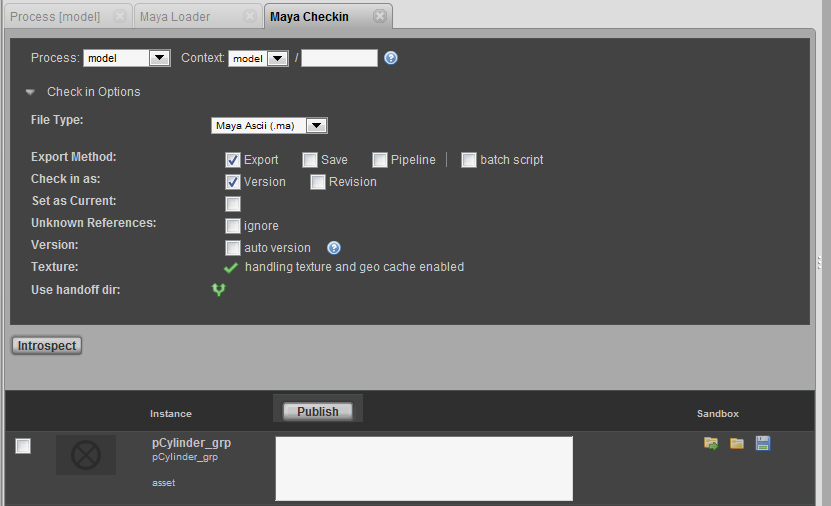 Process [model] Maya Loader Maya Checkin
Process: model Context: model /
Check in Options
File Type: Maya Ascii (.ma)
Export Method: Export Save Pipeline batch script
Check in as: Version Revision
Set as Current:
Unknown References: ignore
Version: auto version ?
Texture: handling texture and geo cache enabled
Use handoff dir:
Introspect
Instance Publish Sandbox
pCylinder_grp
pCylinder_grp
asset